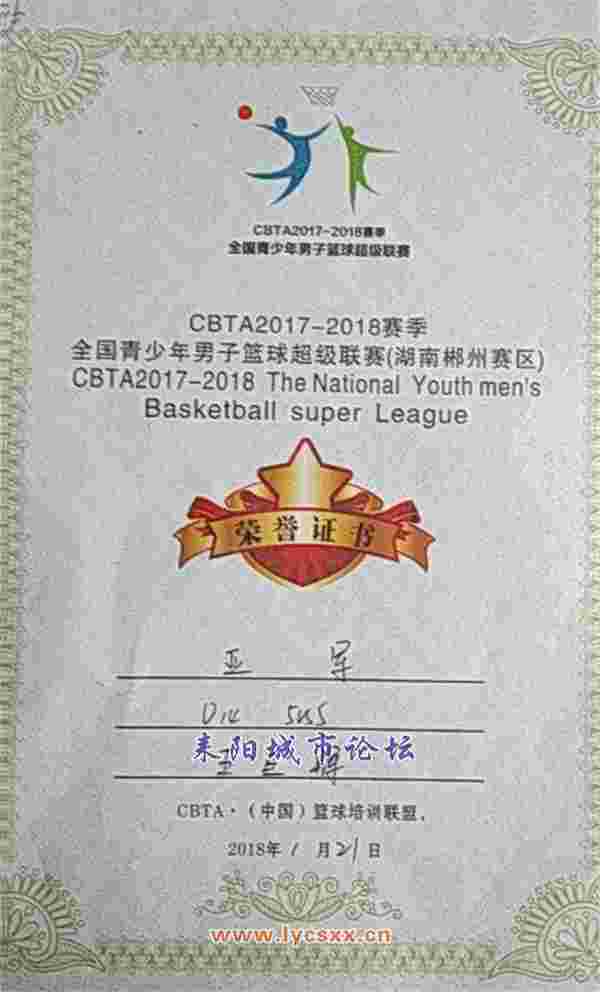 CBTA2017-2018赛季
全国青少年男子篮球超级联赛
CBTA2017-2018赛季
全国青少年男子篮球超级联赛(湖南郴州赛区)
CBTA2017-2018 The National Youth men's
Basketball super League
荣誉证书
亚 军
U14 5V5
耒阳城市论坛
王
CBTA·（中国）篮球培训联盟.
2018年 1 月 21 日
www.lycsxx.cn